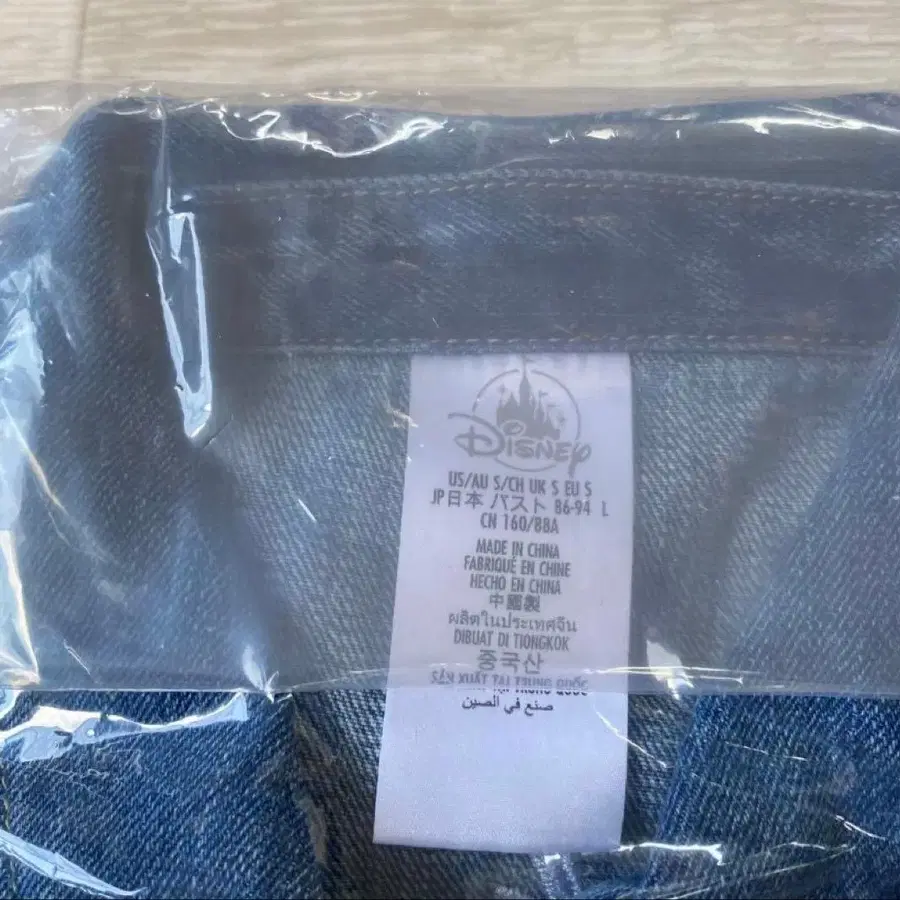 Disney
US/AU S/CH UK S EU S
JP日本 バスト 86-94 L
CN 160/88A
MADE IN CHINA
FABRIQUÉ EN CHINE
HECHO EN CHINA
中國製
ผลิตในประเทศจีน
DIBUAT DI TIONGKOK
중국산
SẢN XUẤT TẠI TRUNG QUỐC
صنع في الصين